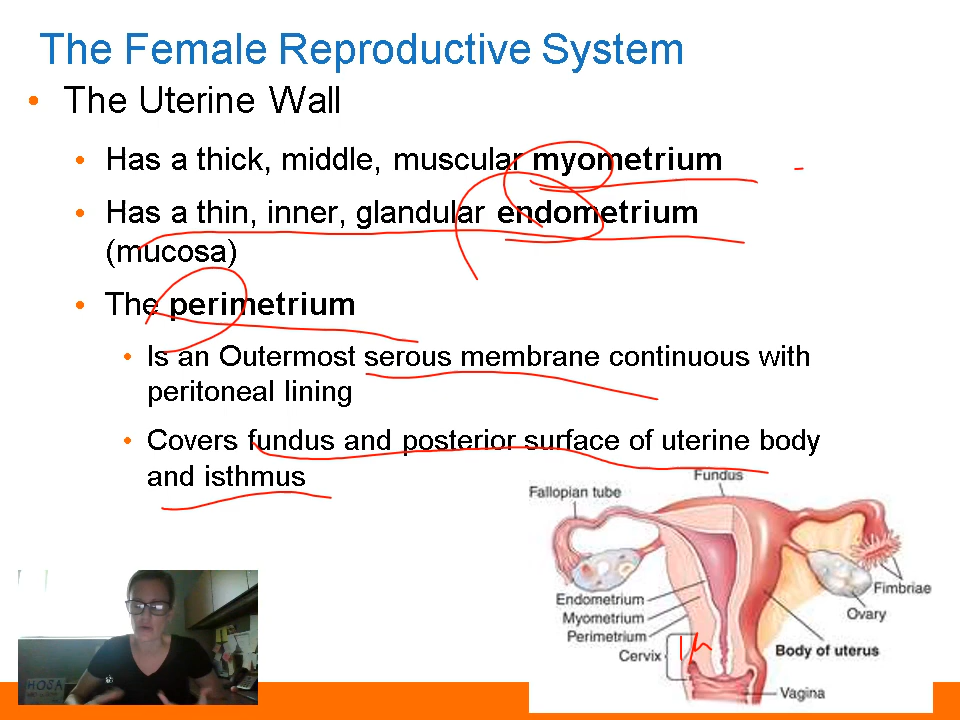 The Female Reproductive System
• The Uterine Wall
• Has a thick, middle, muscular myometrium
• Has a thin, inner, glandular endometrium
(mucosa)
• The perimetrium
• Is an Outermost serous membrane continuous with
peritoneal lining
• Covers fundus and posterior surface of uterine body
and isthmus
Fundus
Fallopian tube
Fimbriae
Endometrium
Ovary
Myometrium
Perimetrium
Cervix
Body of uterus
Vagina
HOSA